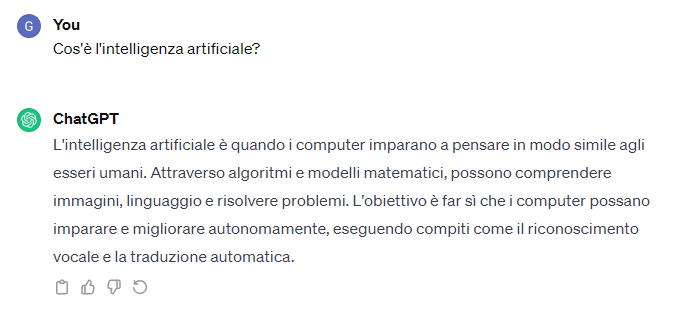 G You
Cos'è l'intelligenza artificiale?
ChatGPT
L'intelligenza artificiale è quando i computer imparano a pensare in modo simile agli
esseri umani. Attraverso algoritmi e modelli matematici, possono comprendere
immagini, linguaggio e risolvere problemi. L'obiettivo è far sì che i computer possano
imparare e migliorare autonomamente, eseguendo compiti come il riconoscimento
vocale e la traduzione automatica.